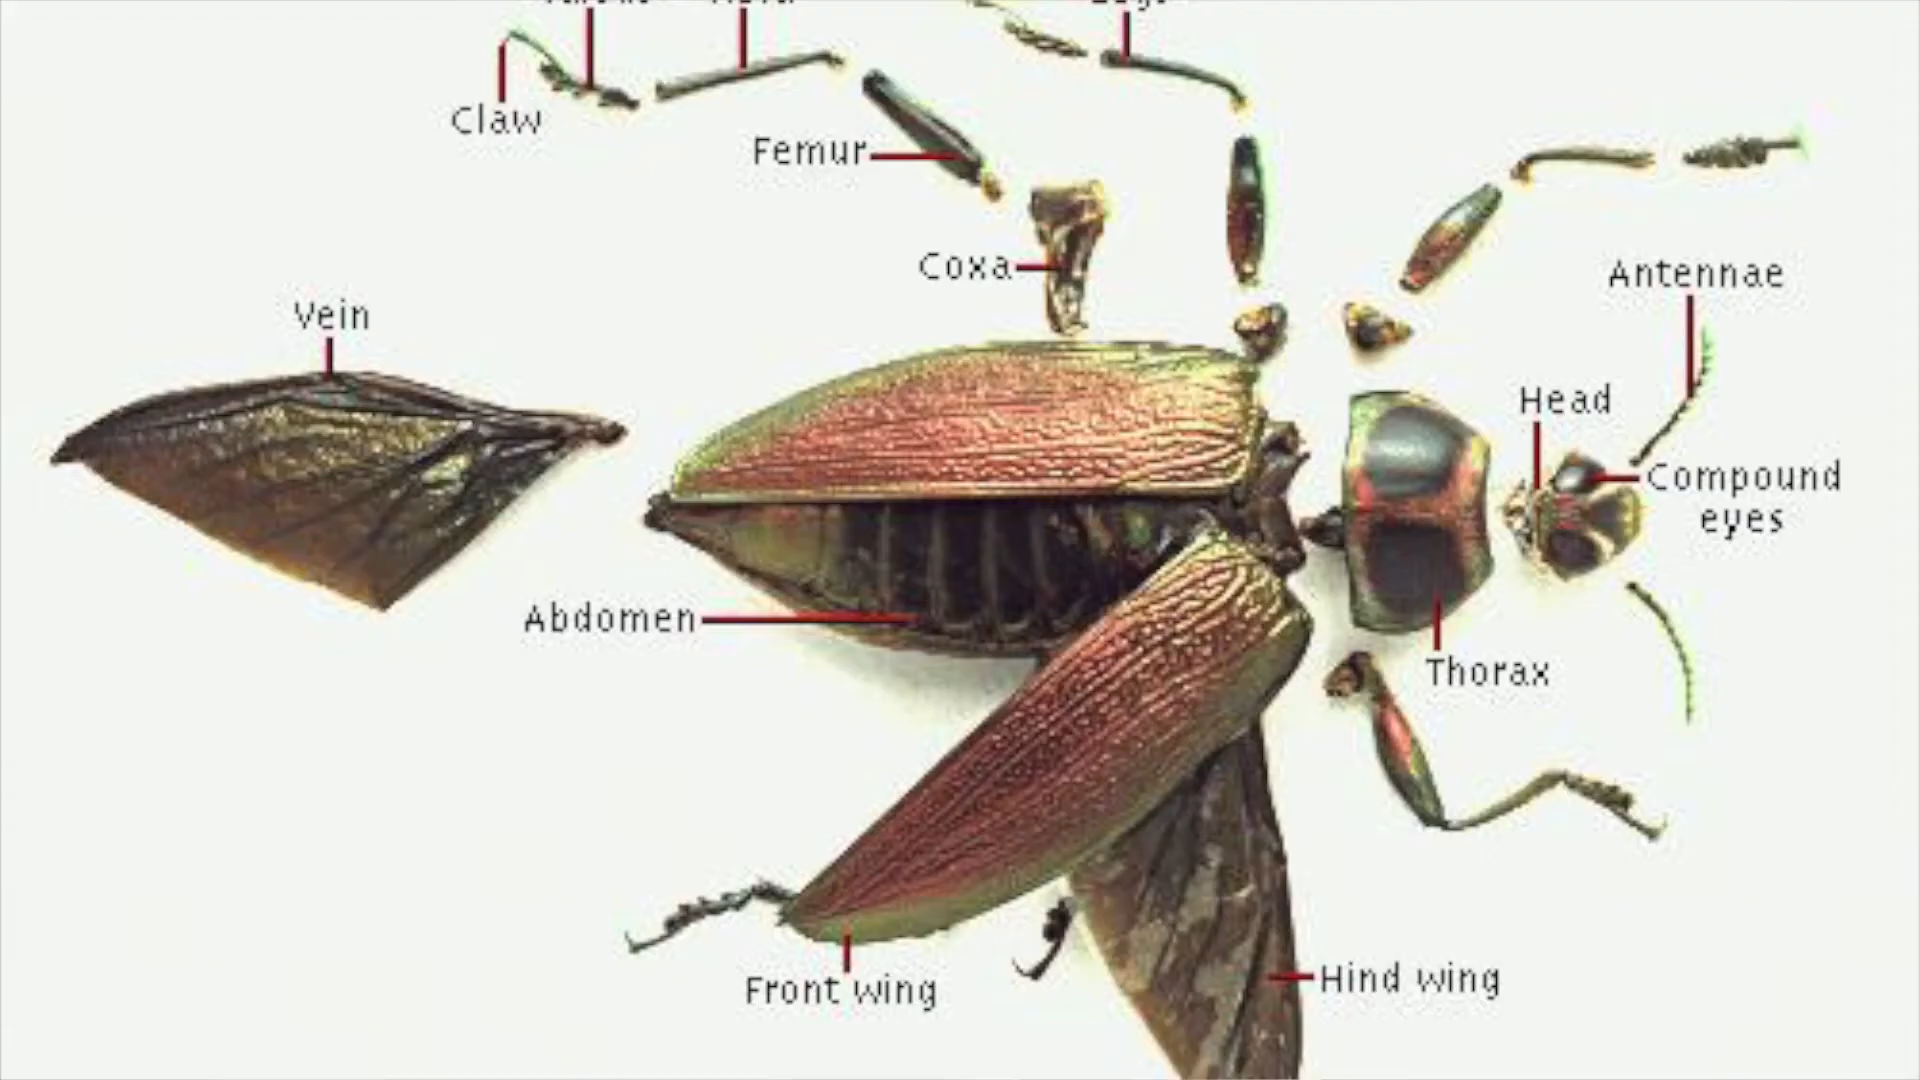 Claw
Femur
Coxa
Antennae
Vein
Head
Compound
eyes
Abdomen
Thorax
Front wing
Hind wing